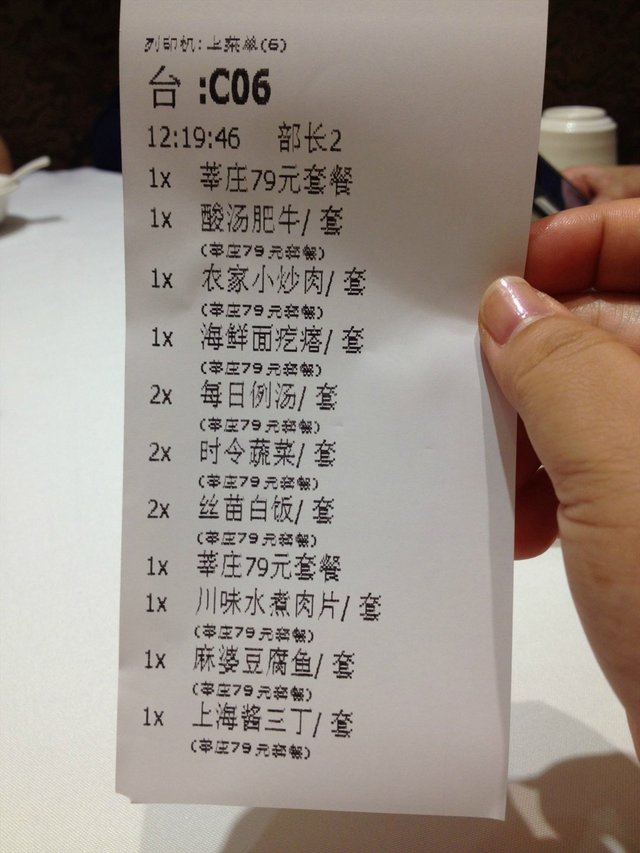 列印机:上菜单(6)
台 :C06
12:19:46 部长2
1x 莘庄79元套餐
1x 酸汤肥牛/ 套
(莘庄79元套餐)
1x 农家小炒肉/ 套
(莘庄79元套餐)
1x 海鲜面疙瘩/ 套
(莘庄79元套餐)
2x 每日例汤/ 套
(莘庄79元套餐)
2x 时令蔬菜/ 套
(莘庄79元套餐)
2x 丝苗白饭/ 套
(莘庄79元套餐)
1x 莘庄79元套餐
1x 川味水煮肉片/ 套
(莘庄79元套餐)
1x 麻婆豆腐鱼/ 套
(莘庄79元套餐)
1x 上海酱三丁/ 套
(莘庄79元套餐)